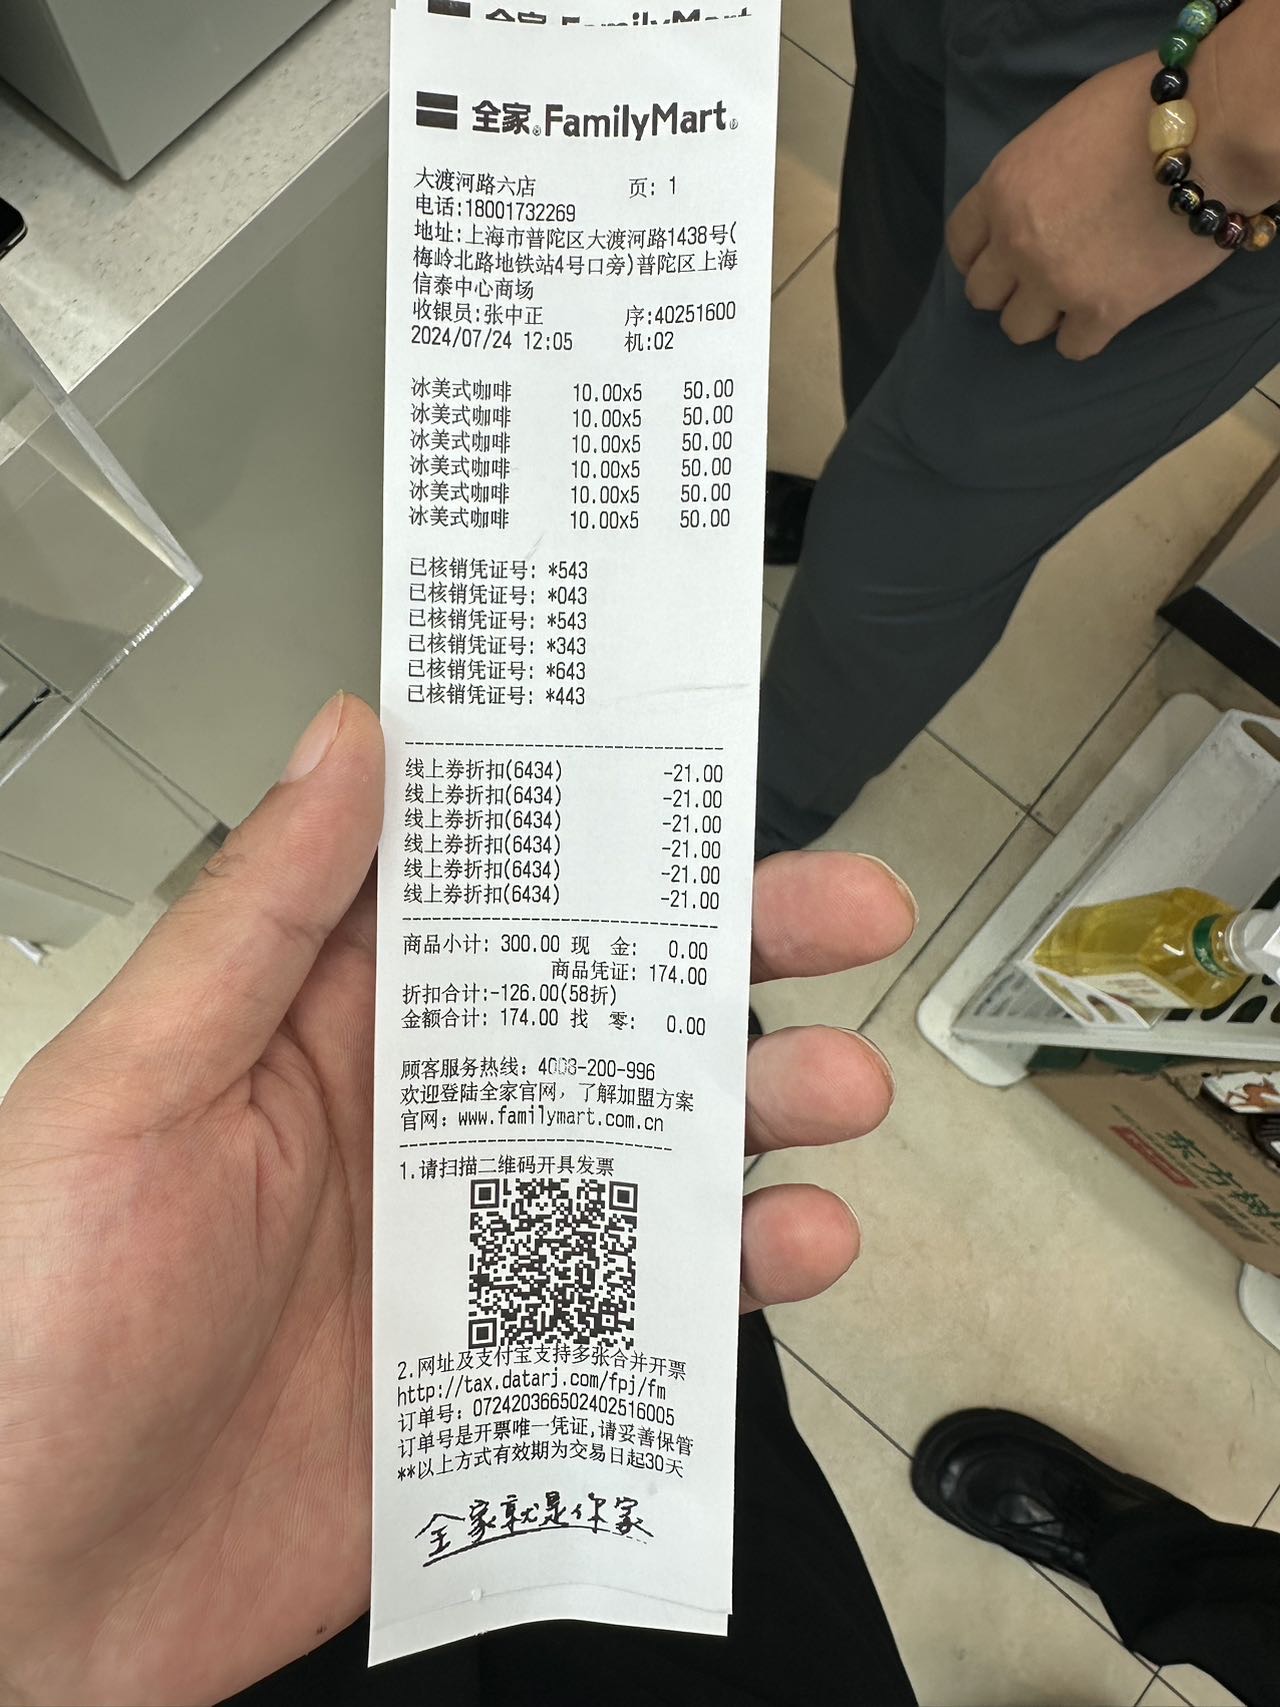 全家 FamilyMart
全家 FamilyMart
大渡河路六店 页: 1
电话:18001732269
地址:上海市普陀区大渡河路1438号(
梅岭北路地铁站4号口旁)普陀区上海
信泰中心商场
收银员:张中正 序:40251600
2024/07/24 12:05 机:02
冰美式咖啡 10.00x5 50.00
冰美式咖啡 10.00x5 50.00
冰美式咖啡 10.00x5 50.00
冰美式咖啡 10.00x5 50.00
冰美式咖啡 10.00x5 50.00
冰美式咖啡 10.00x5 50.00
已核销凭证号: *543
已核销凭证号: *043
已核销凭证号: *543
已核销凭证号: *343
已核销凭证号: *643
已核销凭证号: *443
线上券折扣(6434) -21.00
线上券折扣(6434) -21.00
线上券折扣(6434) -21.00
线上券折扣(6434) -21.00
线上券折扣(6434) -21.00
线上券折扣(6434) -21.00
商品小计: 300.00 现 金: 0.00
商品凭证: 174.00
折扣合计:-126.00(58折)
金额合计: 174.00 找 零: 0.00
顾客服务热线: 4008-200-996
欢迎登陆全家官网, 了解加盟方案
官网: www.familymart.com.cn
1.请扫描二维码开具发票
2.网址及支付宝支持多张合并开票
http://tax.datarj.com/fpj/fm
订单号: 072420366502402516005
订单号是开票唯一凭证,请妥善保管
**以上方式有效期为交易日起30天
全家就是你家
东方